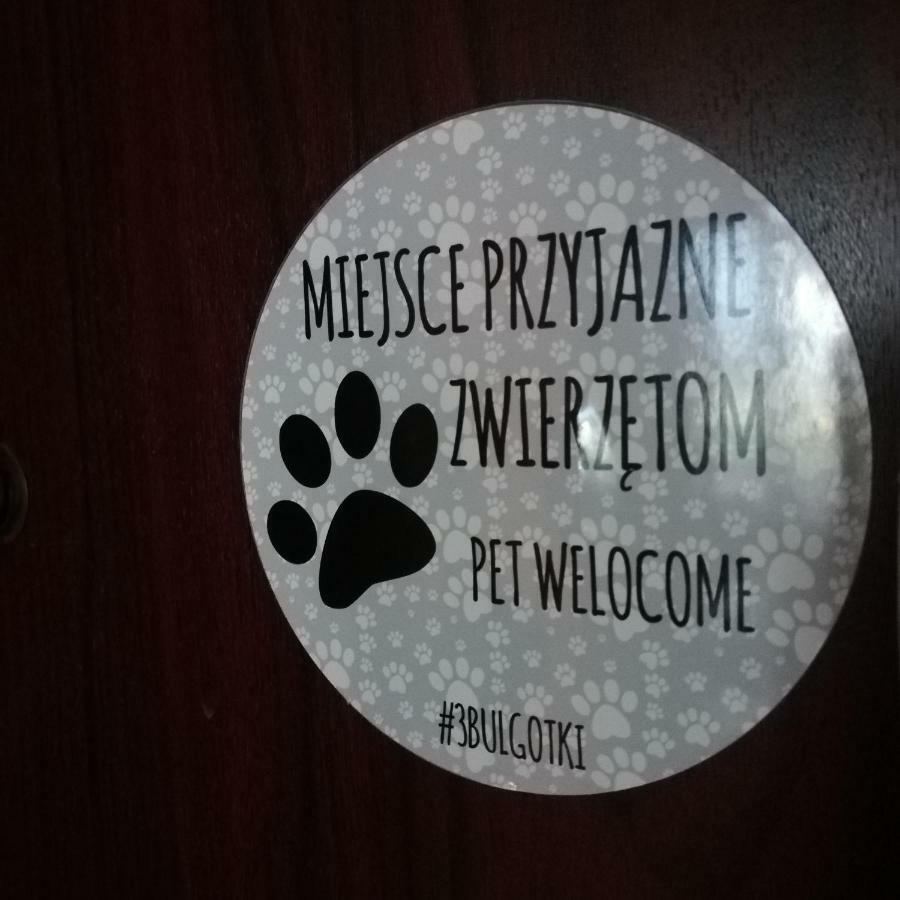 MIEJSCE PRZYJAZNE
ZWIERZĘTOM
PET WELOCOME
#3BULGOTKI